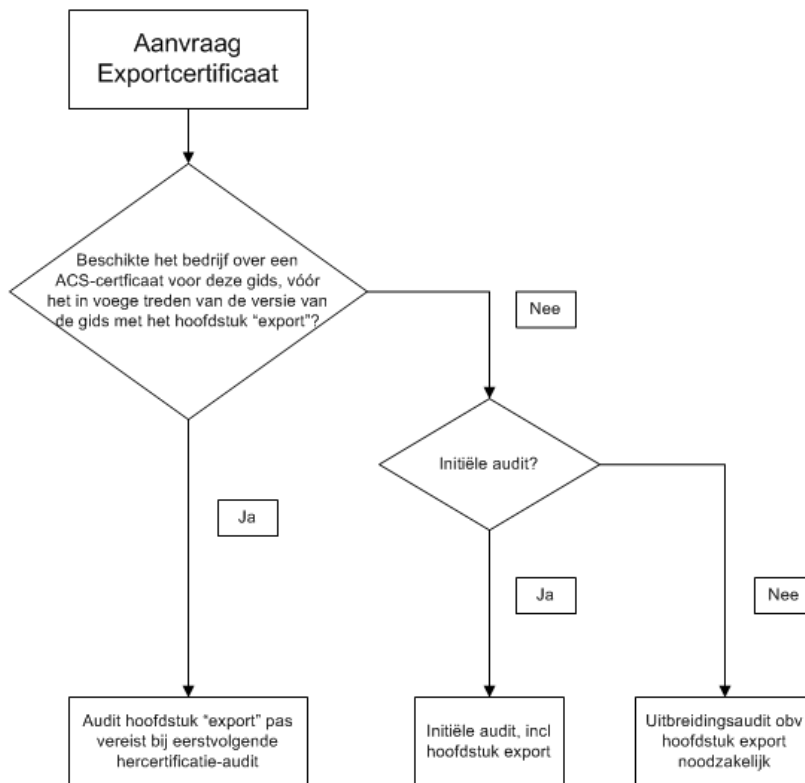 Aanvraag
Exportcertificaat
Beschikte het bedrijf over een
ACS-certficaat voor deze gids, vóór
het in voege treden van de versie van
de gids met het hoofdstuk “export”?
Nee
Initiële audit?
Ja
Ja
Nee
Audit hoofdstuk “export” pas
vereist bij eerstvolgende
hercertificatie-audit
Initiële audit, incl
hoofdstuk export
Uitbreidingsaudit obv
hoofdstuk export
noodzakelijk